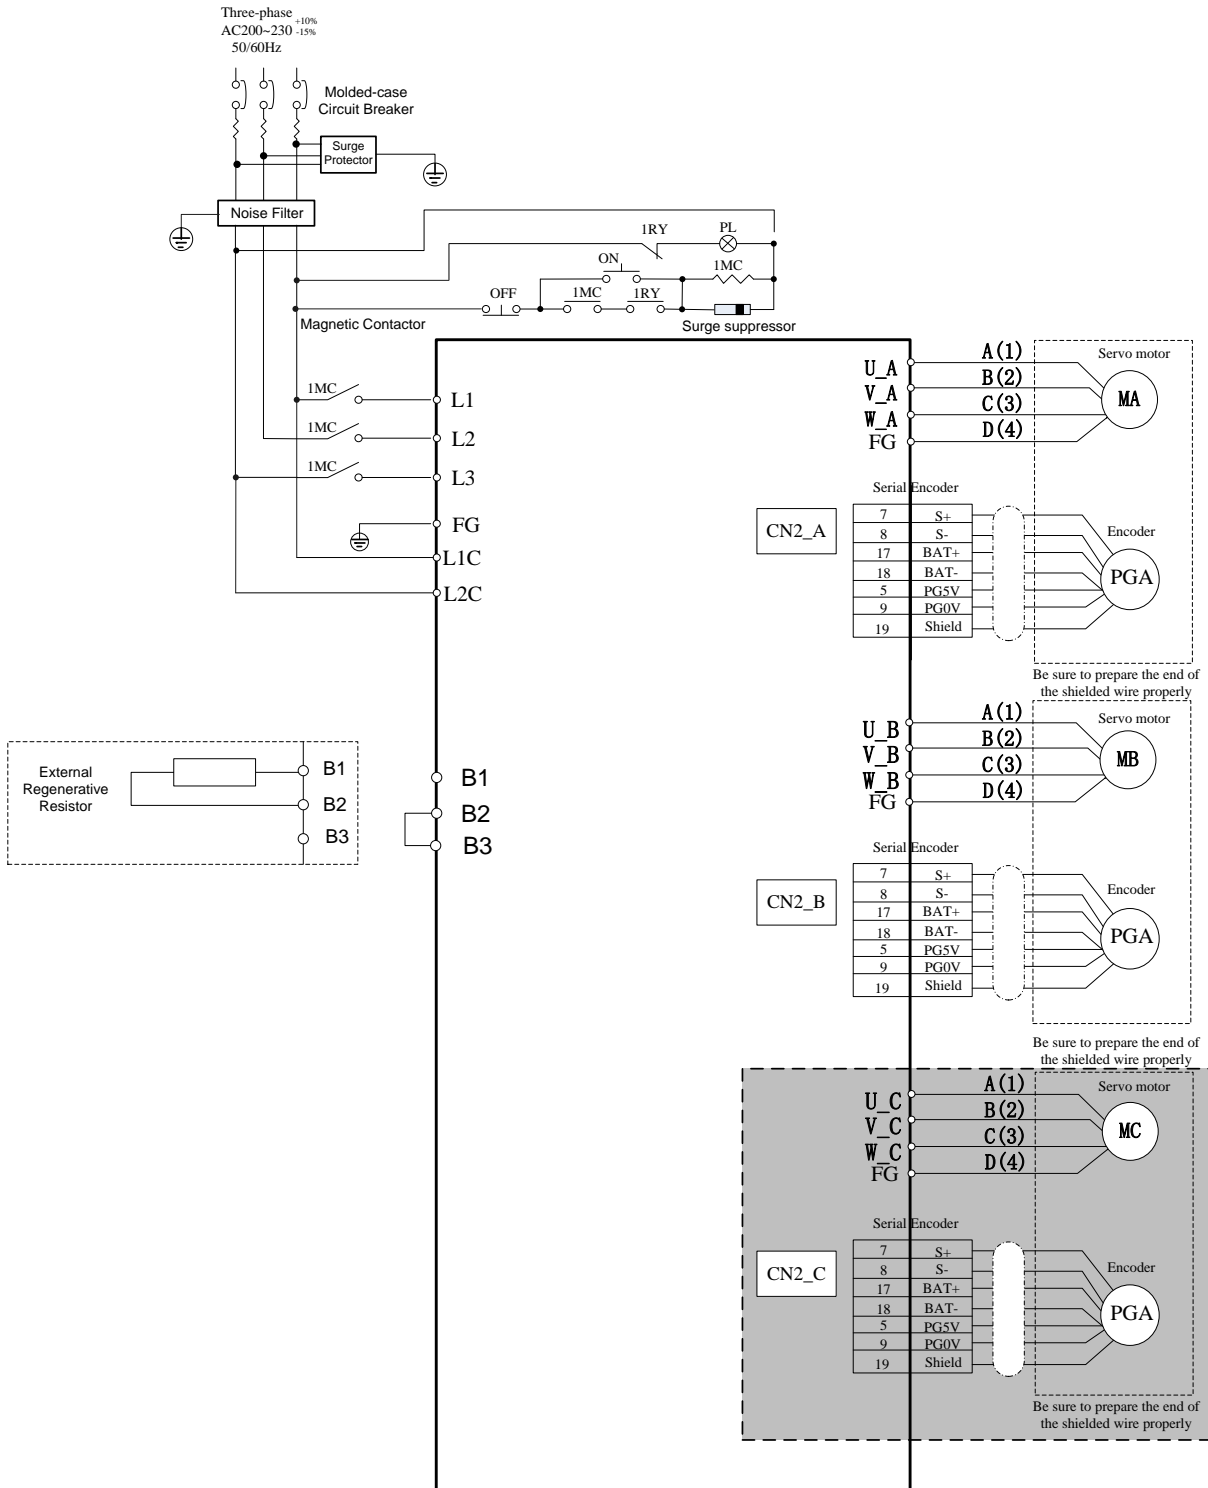 Three-phase
AC200~230 +10% -15%
50/60Hz
Molded-case
Circuit Breaker
Surge
Protector
Noise Filter
1RY
PL
ON
1MC
OFF
1MC
1RY
Magnetic Contactor
Surge suppressor
1MC
L1
1MC
L2
1MC
L3
FG
L1C
L2C
External
Regenerative
Resistor
B1
B2
B3
B1
B2
B3
U_A
V_A
W_A
FG
A(1)
B(2)
C(3)
D(4)
Servo motor
MA
Serial Encoder
CN2_A
7 S+
8 S-
17 BAT+
18 BAT-
5 PG5V
9 PG0V
19 Shield
Encoder
PGA
Be sure to prepare the end of
the shielded wire properly
U_B
V_B
W_B
FG
A(1)
B(2)
C(3)
D(4)
Servo motor
MB
Serial Encoder
CN2_B
7 S+
8 S-
17 BAT+
18 BAT-
5 PG5V
9 PG0V
19 Shield
Encoder
PGA
Be sure to prepare the end of
the shielded wire properly
U_C
V_C
W_C
FG
A(1)
B(2)
C(3)
D(4)
Servo motor
MC
Serial Encoder
CN2_C
7 S+
8 S-
17 BAT+
18 BAT-
5 PG5V
9 PG0V
19 Shield
Encoder
PGA
Be sure to prepare the end of
the shielded wire properly